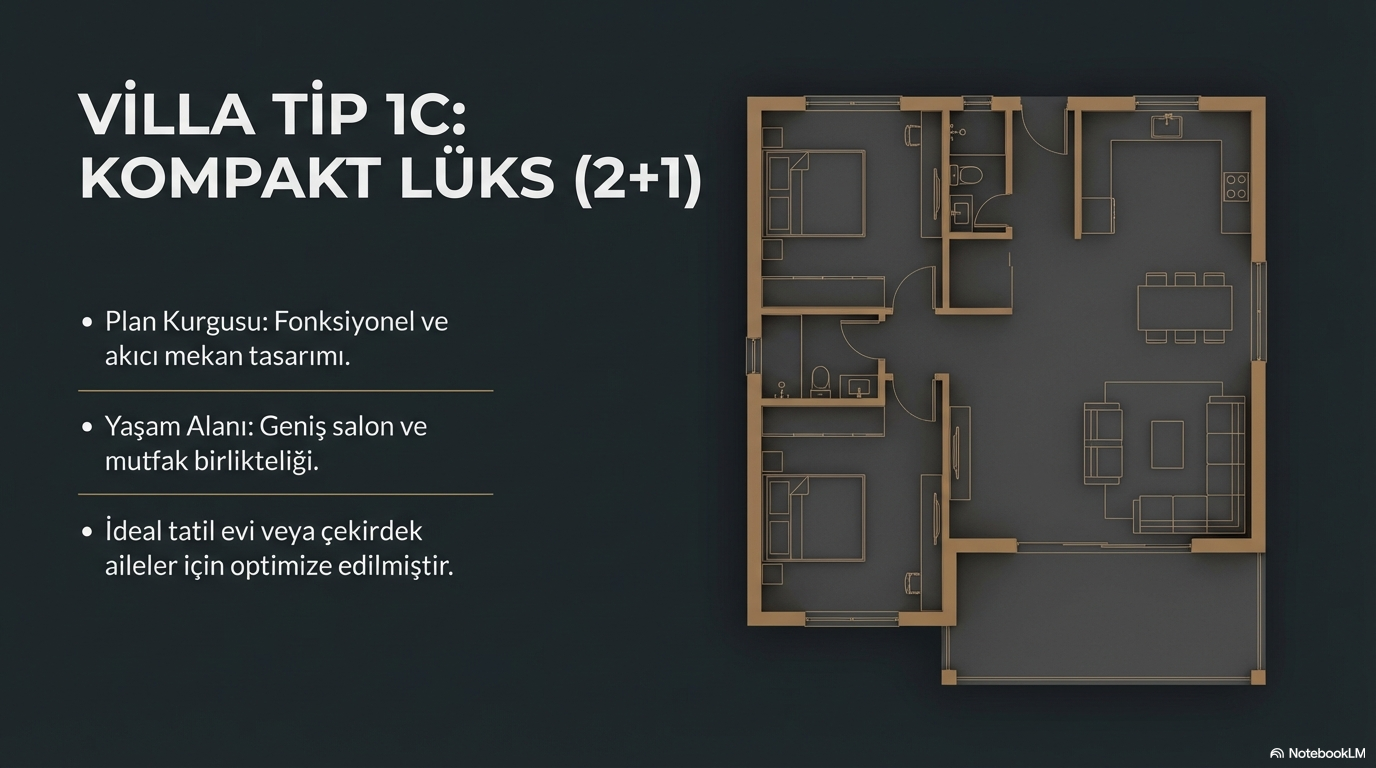 VİLLA TİP 1C:
KOMPAKT LÜKS (2+1)
• Plan Kurgusu: Fonksiyonel ve
akıcı mekan tasarımı.
• Yaşam Alanı: Geniş salon ve
mutfak birlikteliği.
• İdeal tatil evi veya çekirdek
aileler için optimize edilmiştir.
NotebookLM